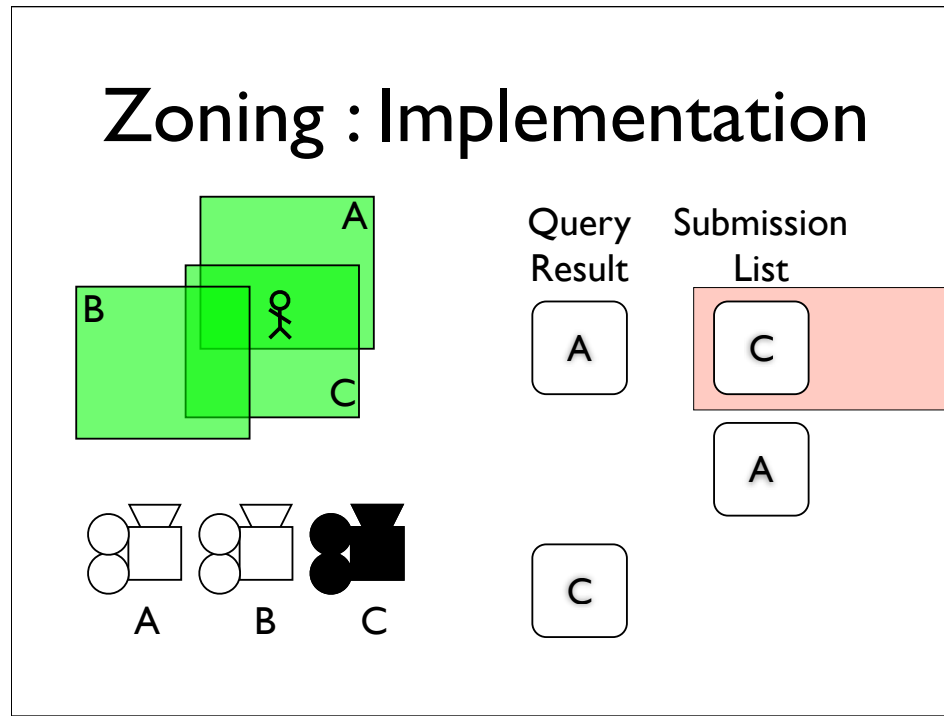 Zoning : Implementation
A
B
C
Query
Result
Submission
List
A
C
A
C
A B C